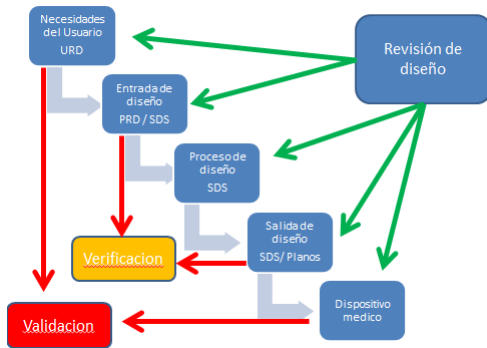 Necesidades
del Usuario
URD
Revisión de
diseño
Entrada de
diseño
PRD / SDS
Proceso de
diseño
SDS
Salida de
diseño
SDS/ Planos
Verificacion
Dispositivo
medico
Validacion